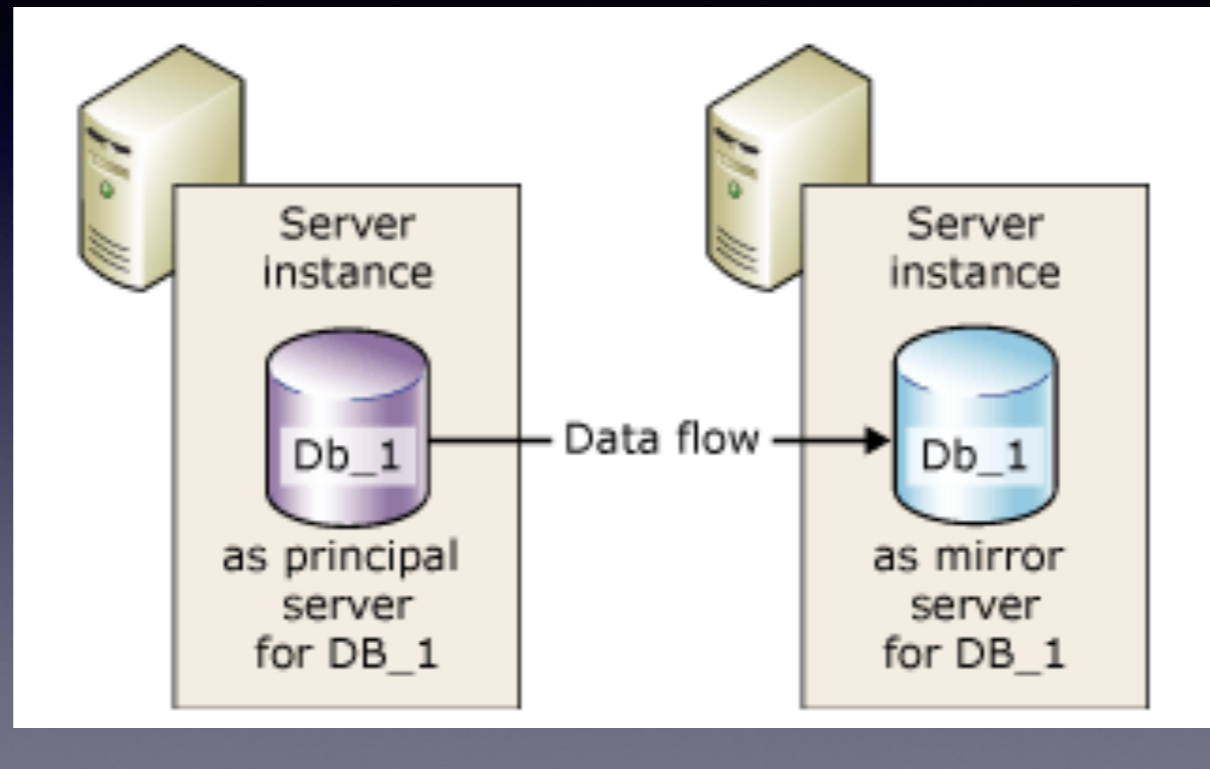 Server
instance
Db_1
as principal
server
for DB_1
Data flow
Server
instance
Db_1
as mirror
server
for DB_1